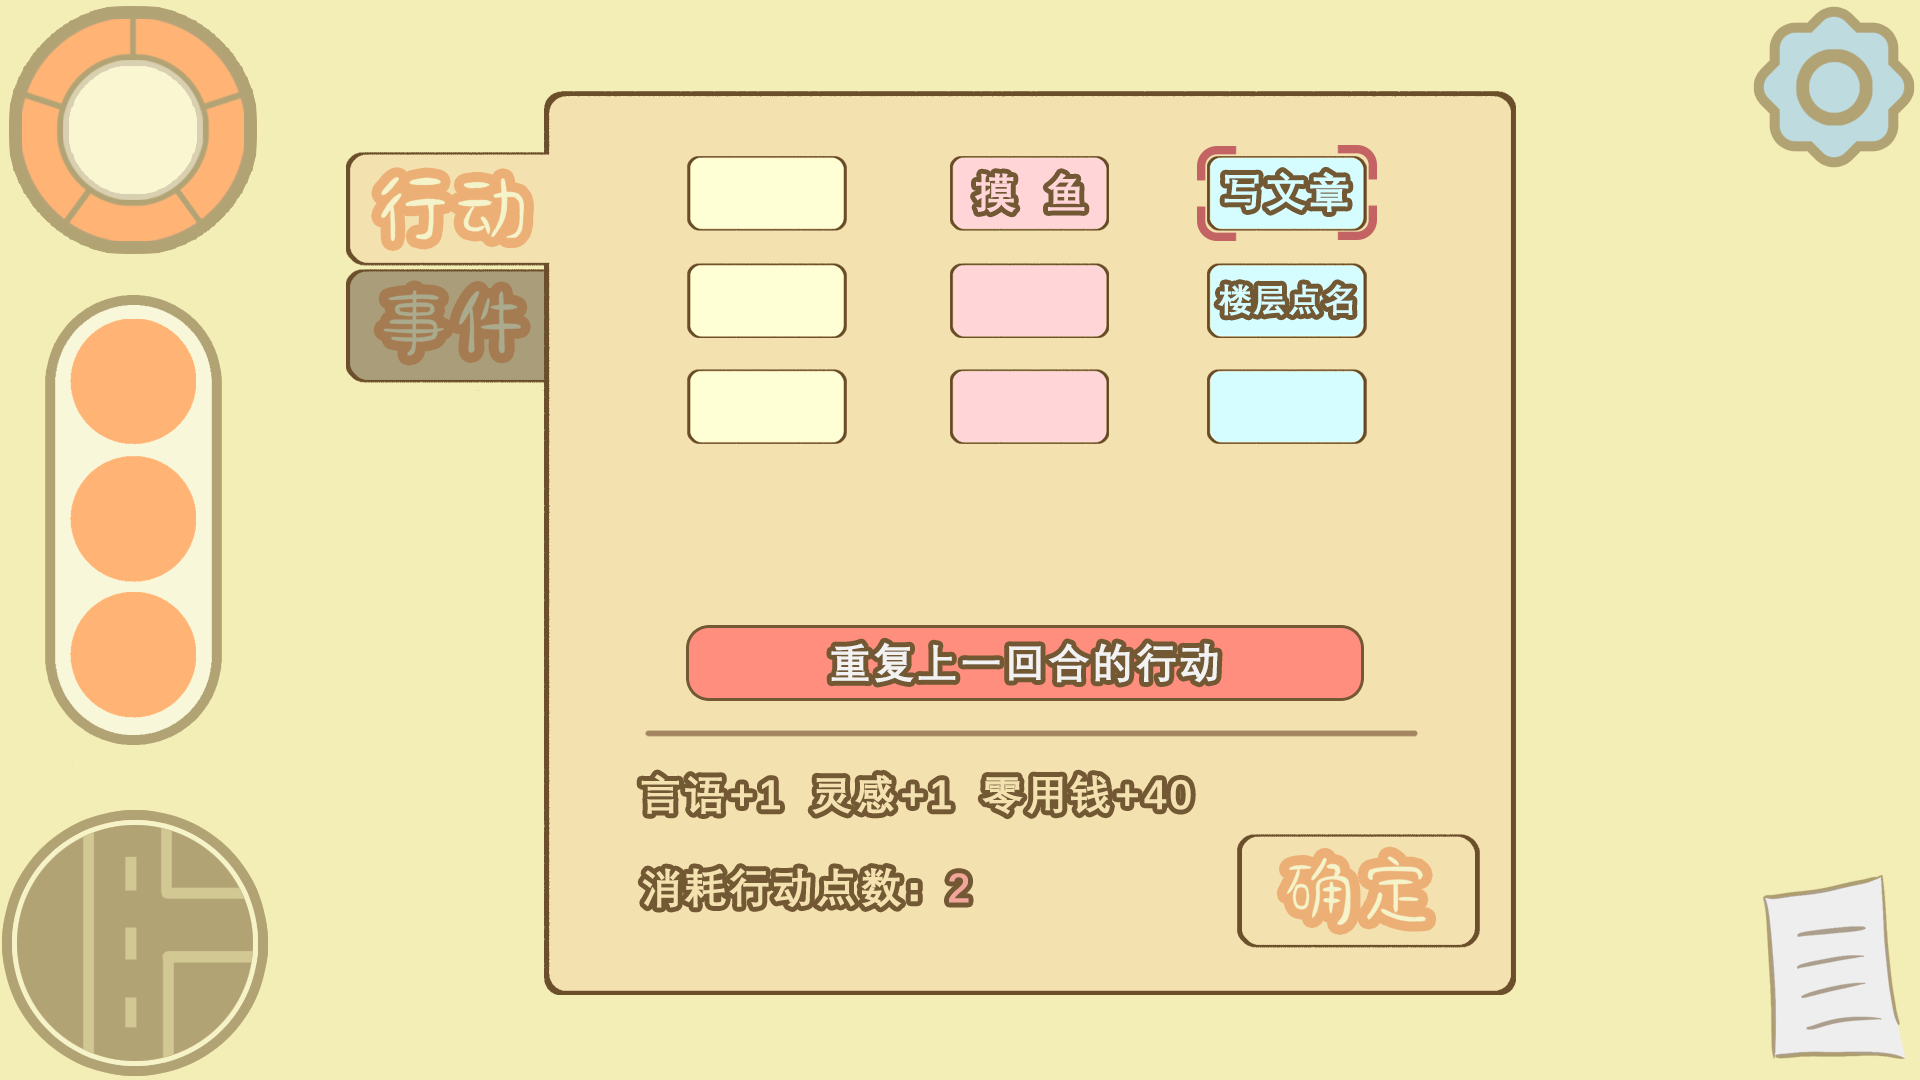 行动
事件
摸 鱼
写文章
楼层点名
重复上一回合的行动
言语+1 灵感+1 零用钱+40
消耗行动点数：2
确定